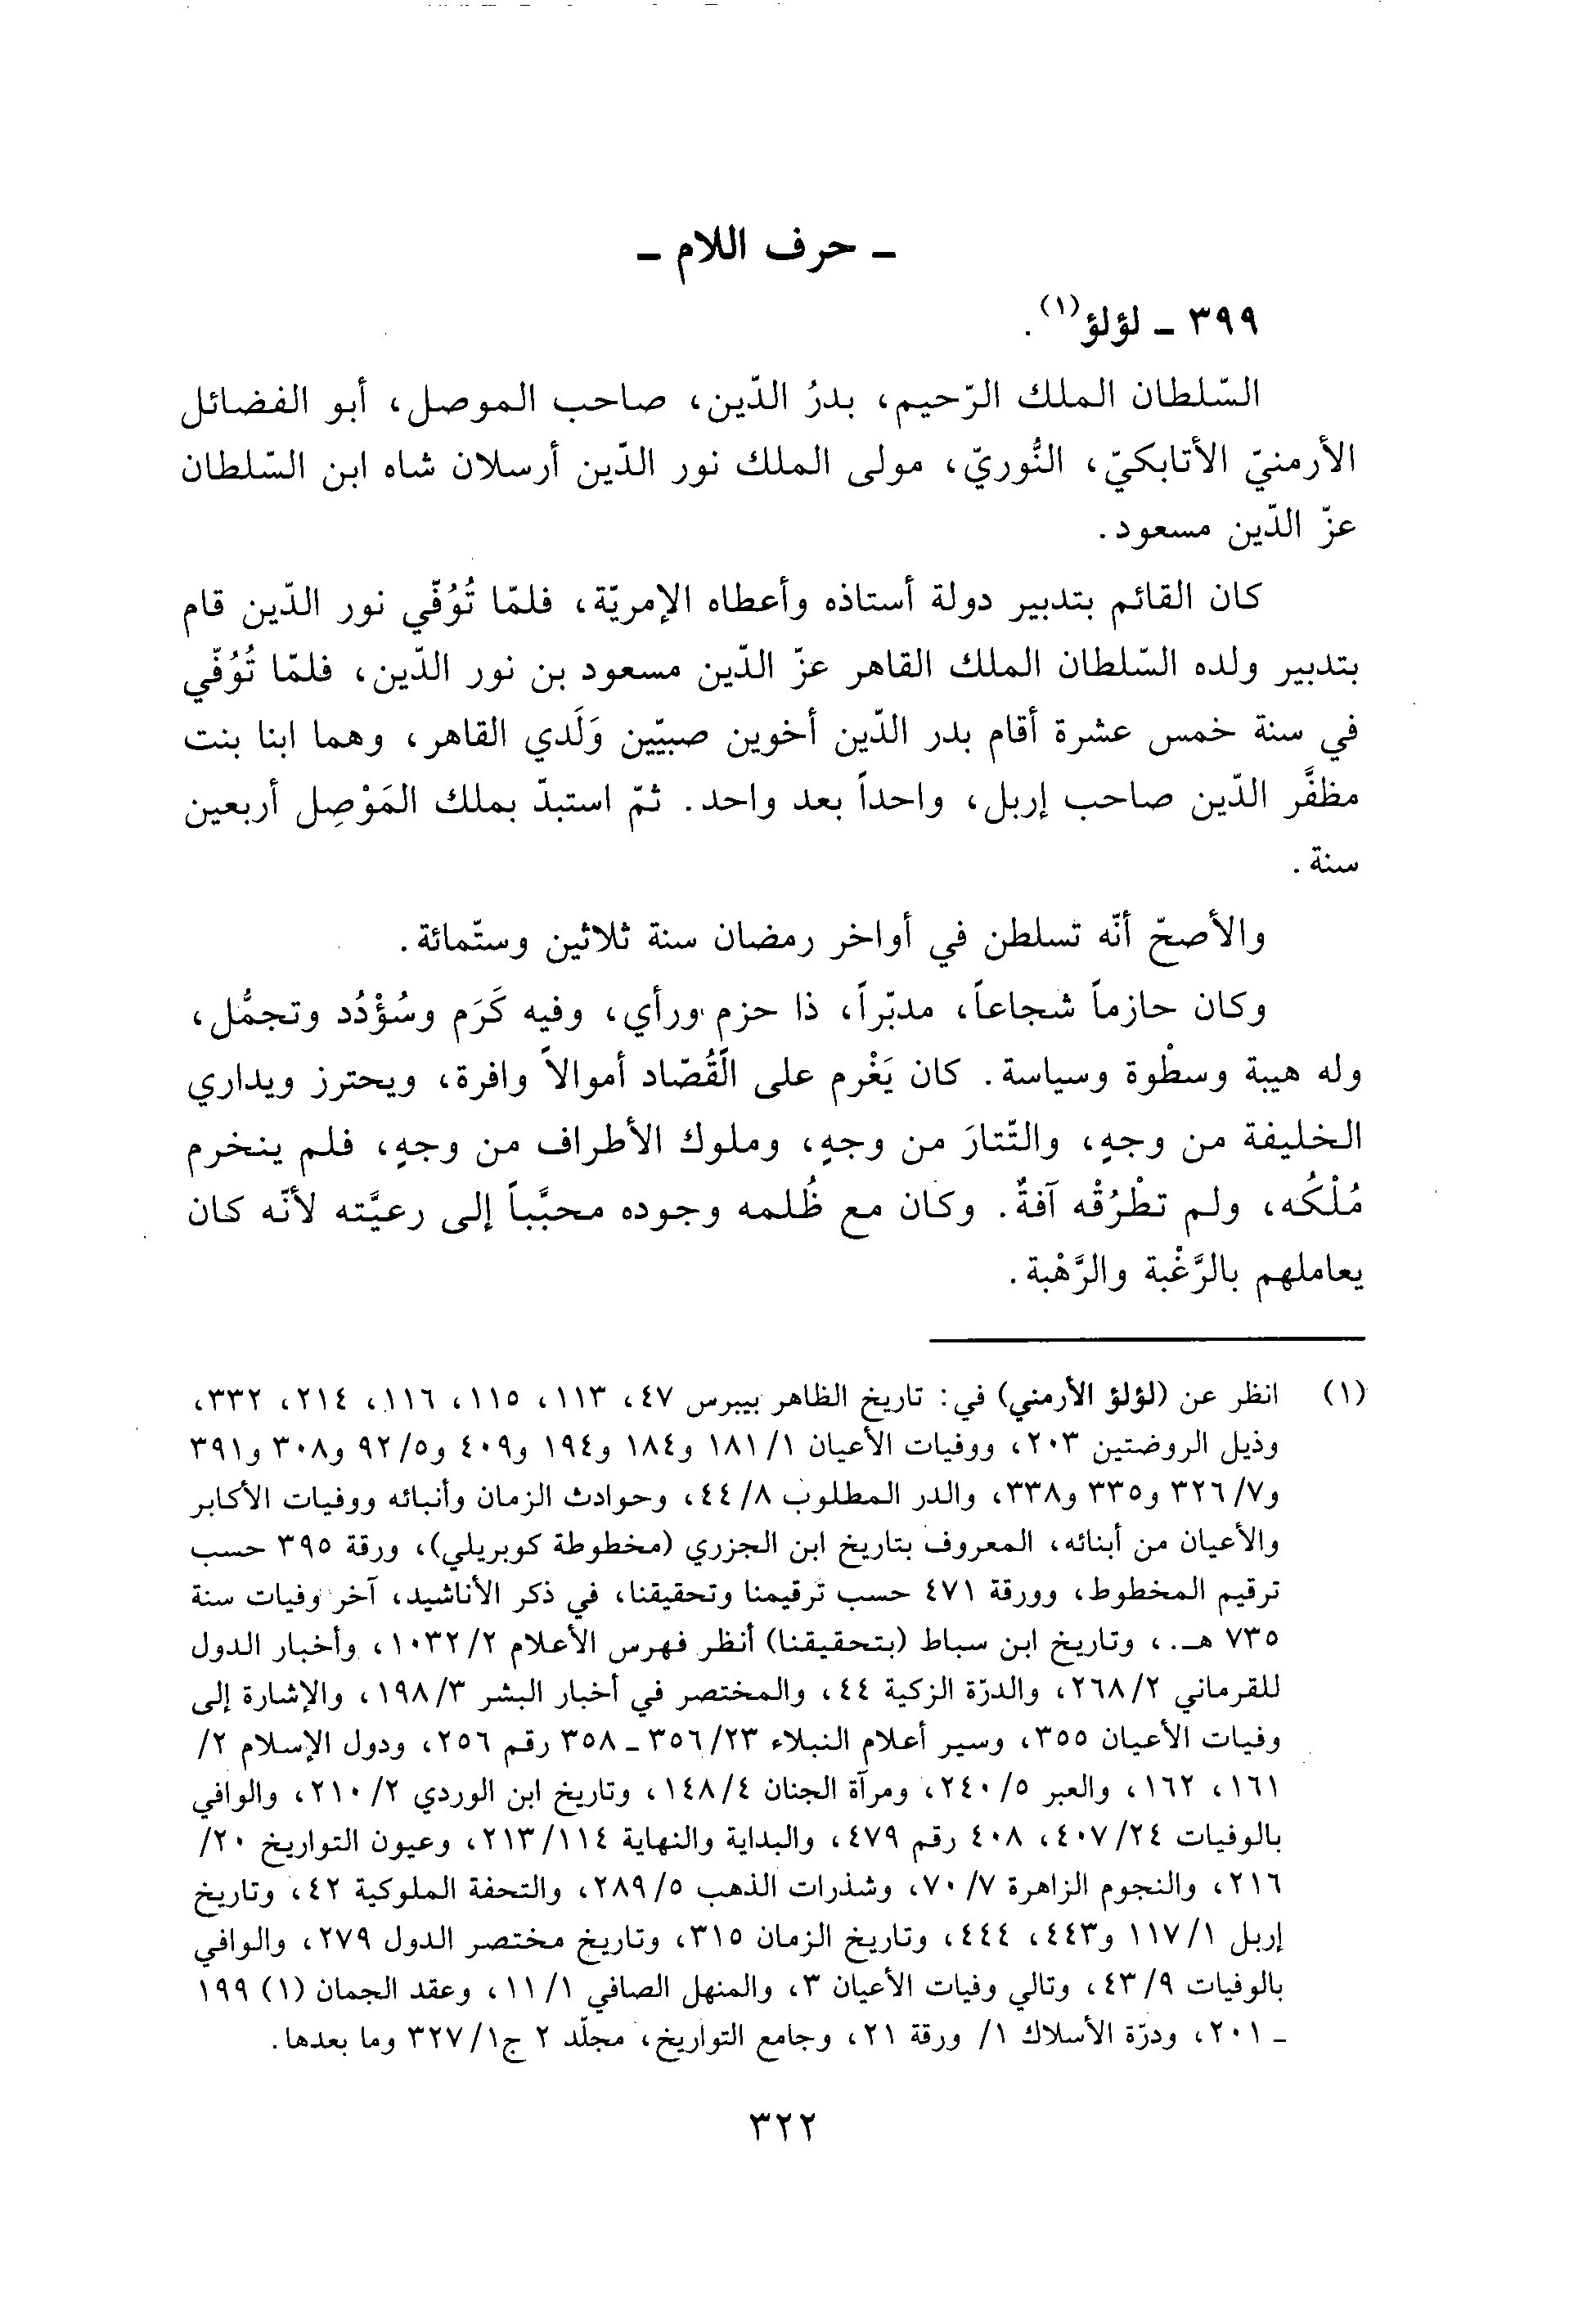 ـ حرف اللام ـ
٣٩٩ ـ لؤلؤ(١).
السّلطان الملك الرّحيم، بدرُ الدّين، صاحب الموصل، أبو الفضائل
الأرمنيّ الأتابكيّ، النُّوريّ، مولى الملك نور الدّين أرسلان شاه ابن السّلطان
عزّ الدّين مسعود.
كان القائم بتدبير دولة أستاذه وأعطاه الإمريّة، فلمّا تُوُفّي نور الدّين قام
بتدبير ولده السّلطان الملك القاهر عزّ الدّين مسعود بن نور الدّين، فلمّا تُوُفّي
في سنة خمس عشرة أقام بدر الدّين أخوين صبيّين وَلَدي القاهر، وهما ابنا بنت
مظفَّر الدّين صاحب إربل، واحداً بعد واحد. ثمّ استبدّ بملك المَوْصِل أربعين
سنة.
والأصحّ أنّه تسلطن في أواخر رمضان سنة ثلاثين وستّمائة.
وكان حازماً شجاعاً، مدبّراً، ذا حزم ورأي، وفيه كَرَم وسُؤْدُد وتجمُّل،
وله هيبة وسطْوة وسياسة. كان يَغْرم على القُصّاد أموالاً وافرة، ويحترز ويداري
الخليفة من وجهٍ، والتّتارَ من وجهٍ، وملوك الأطراف من وجهٍ، فلم ينخرم
مُلْكُه، ولم تطْرُقْه آفةٌ. وكان مع ظُلمه وجوده محبَّباً إلى رعيَّته لأنّه كان
يعاملهم بالرَّغْبة والرَّهْبة.
(١) انظر عن (لؤلؤ الأرمني) في: تاريخ الظاهر بيبرس ٤٧، ١١٣، ١١٥، ١١٦، ٢١٤، ٣٣٢،
وذيل الروضتين ٢٠٣، ووفيات الأعيان ١/ ١٨١ و١٨٤ و١٩٤ و٤٠٩ و٥/ ٩٢ و٣٠٨ و٣٩١
و٧/ ٣٢٦ و٣٣٥ و٣٣٨، والدر المطلوب ٨/ ٤٤، وحوادث الزمان وأنبائه ووفيات الأكابر
والأعيان من أبنائه، المعروف بتاريخ ابن الجزري (مخطوطة كوبريلي)، ورقة ٣٩٥ حسب
ترقيم المخطوط، وورقة ٤٧١ حسب ترقيمنا وتحقيقنا، في ذكر الأناشيد، آخر وفيات سنة
٧٣٥ هـ.، وتاريخ ابن سباط (بتحقيقنا) أنظر فهرس الأعلام ٢/ ١٠٣٢، وأخبار الدول
للقرماني ٢/ ٢٦٨، والدرّة الزكية ٤٤، والمختصر في أخبار البشر ٣/ ١٩٨، والإشارة إلى
وفيات الأعيان ٣٥٥، وسير أعلام النبلاء ٢٣/ ٣٥٦ ـ ٣٥٨ رقم ٢٥٦، ودول الإسلام ٢/
١٦١، ١٦٢، والعبر ٥/ ٢٤٠، ومرآة الجنان ٤/ ١٤٨، وتاريخ ابن الوردي ٢/ ٢١٠، والوافي
بالوفيات ٢٤/ ٤٠٧، ٤٠٨ رقم ٤٧٩، والبداية والنهاية ١١٤/ ٢١٣، وعيون التواريخ ٢٠/
٢١٦، والنجوم الزاهرة ٧/ ٧٠، وشذرات الذهب ٥/ ٢٨٩، والتحفة الملوكية ٤٢، وتاريخ
إربل ١/ ١١٧ و٤٤٣، ٤٤٤، وتاريخ الزمان ٣١٥، وتاريخ مختصر الدول ٢٧٩، والوافي
بالوفيات ٩/ ٤٣، وتالي وفيات الأعيان ٣، والمنهل الصافي ١/ ١١، وعقد الجمان (١) ١٩٩
ـ ٢٠١، ودرّة الأسلاك ١/ ورقة ٢١، وجامع التواريخ، مجلّد ٢ ج١/ ٣٢٧ وما بعدها.
٣٢٢